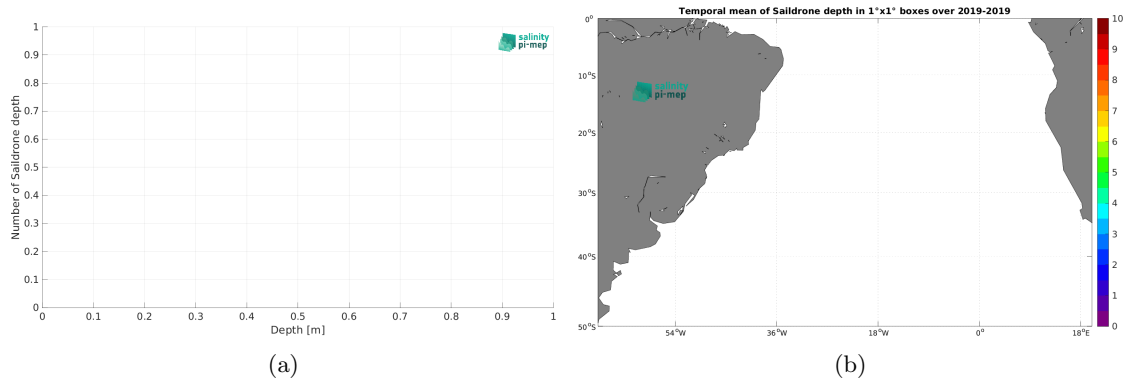 1
0.9
0.8
0.7
0.6
0.5
0.4
0.3
0.2
0.1
0
Number of Saildrone depth
salinity
pi-mep
0 0.1 0.2 0.3 0.4 0.5 0.6 0.7 0.8 0.9 1
Depth [m]
(a)
Temporal mean of Saildrone depth in 1°x1° boxes over 2019-2019
0°
10°S
20°S
30°S
40°S
50°S
salinity
pi-mep
54°W 36°W 18°W 0° 18°E
10
9
8
7
6
5
4
3
2
1
0
(b)